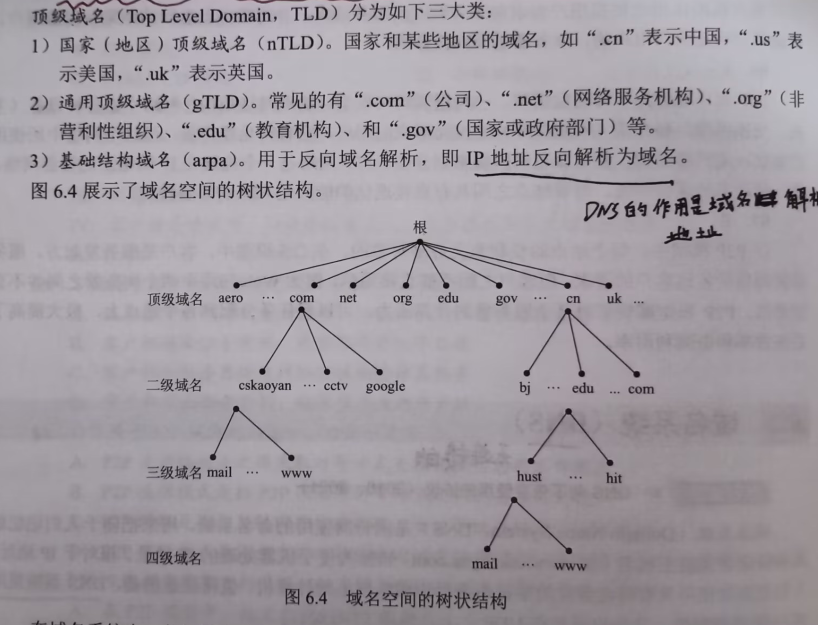 顶级域名（Top Level Domain，TLD）分为如下三大类：
1）国家（地区）顶级域名（nTLD）。国家和某些地区的域名，如“.cn”表示中国，“.us”表
示美国，“.uk”表示英国。
2）通用顶级域名（gTLD）。常见的有“.com”（公司）、“.net”（网络服务机构）、“.org”（非
营利性组织）、“.edu”（教育机构）、和“.gov”（国家或政府部门）等。
3）基础结构域名（arpa）。用于反向域名解析，即 IP 地址反向解析为域名。
图 6.4 展示了域名空间的树状结构。
DNS的作用是域名 解析
地址
根
顶级域名 aero … com net org edu gov … cn uk …
二级域名 cskaoyan … cctv google bj … edu … com
三级域名 mail … www hust … hit
四级域名 mail … www
图 6.4 域名空间的树状结构